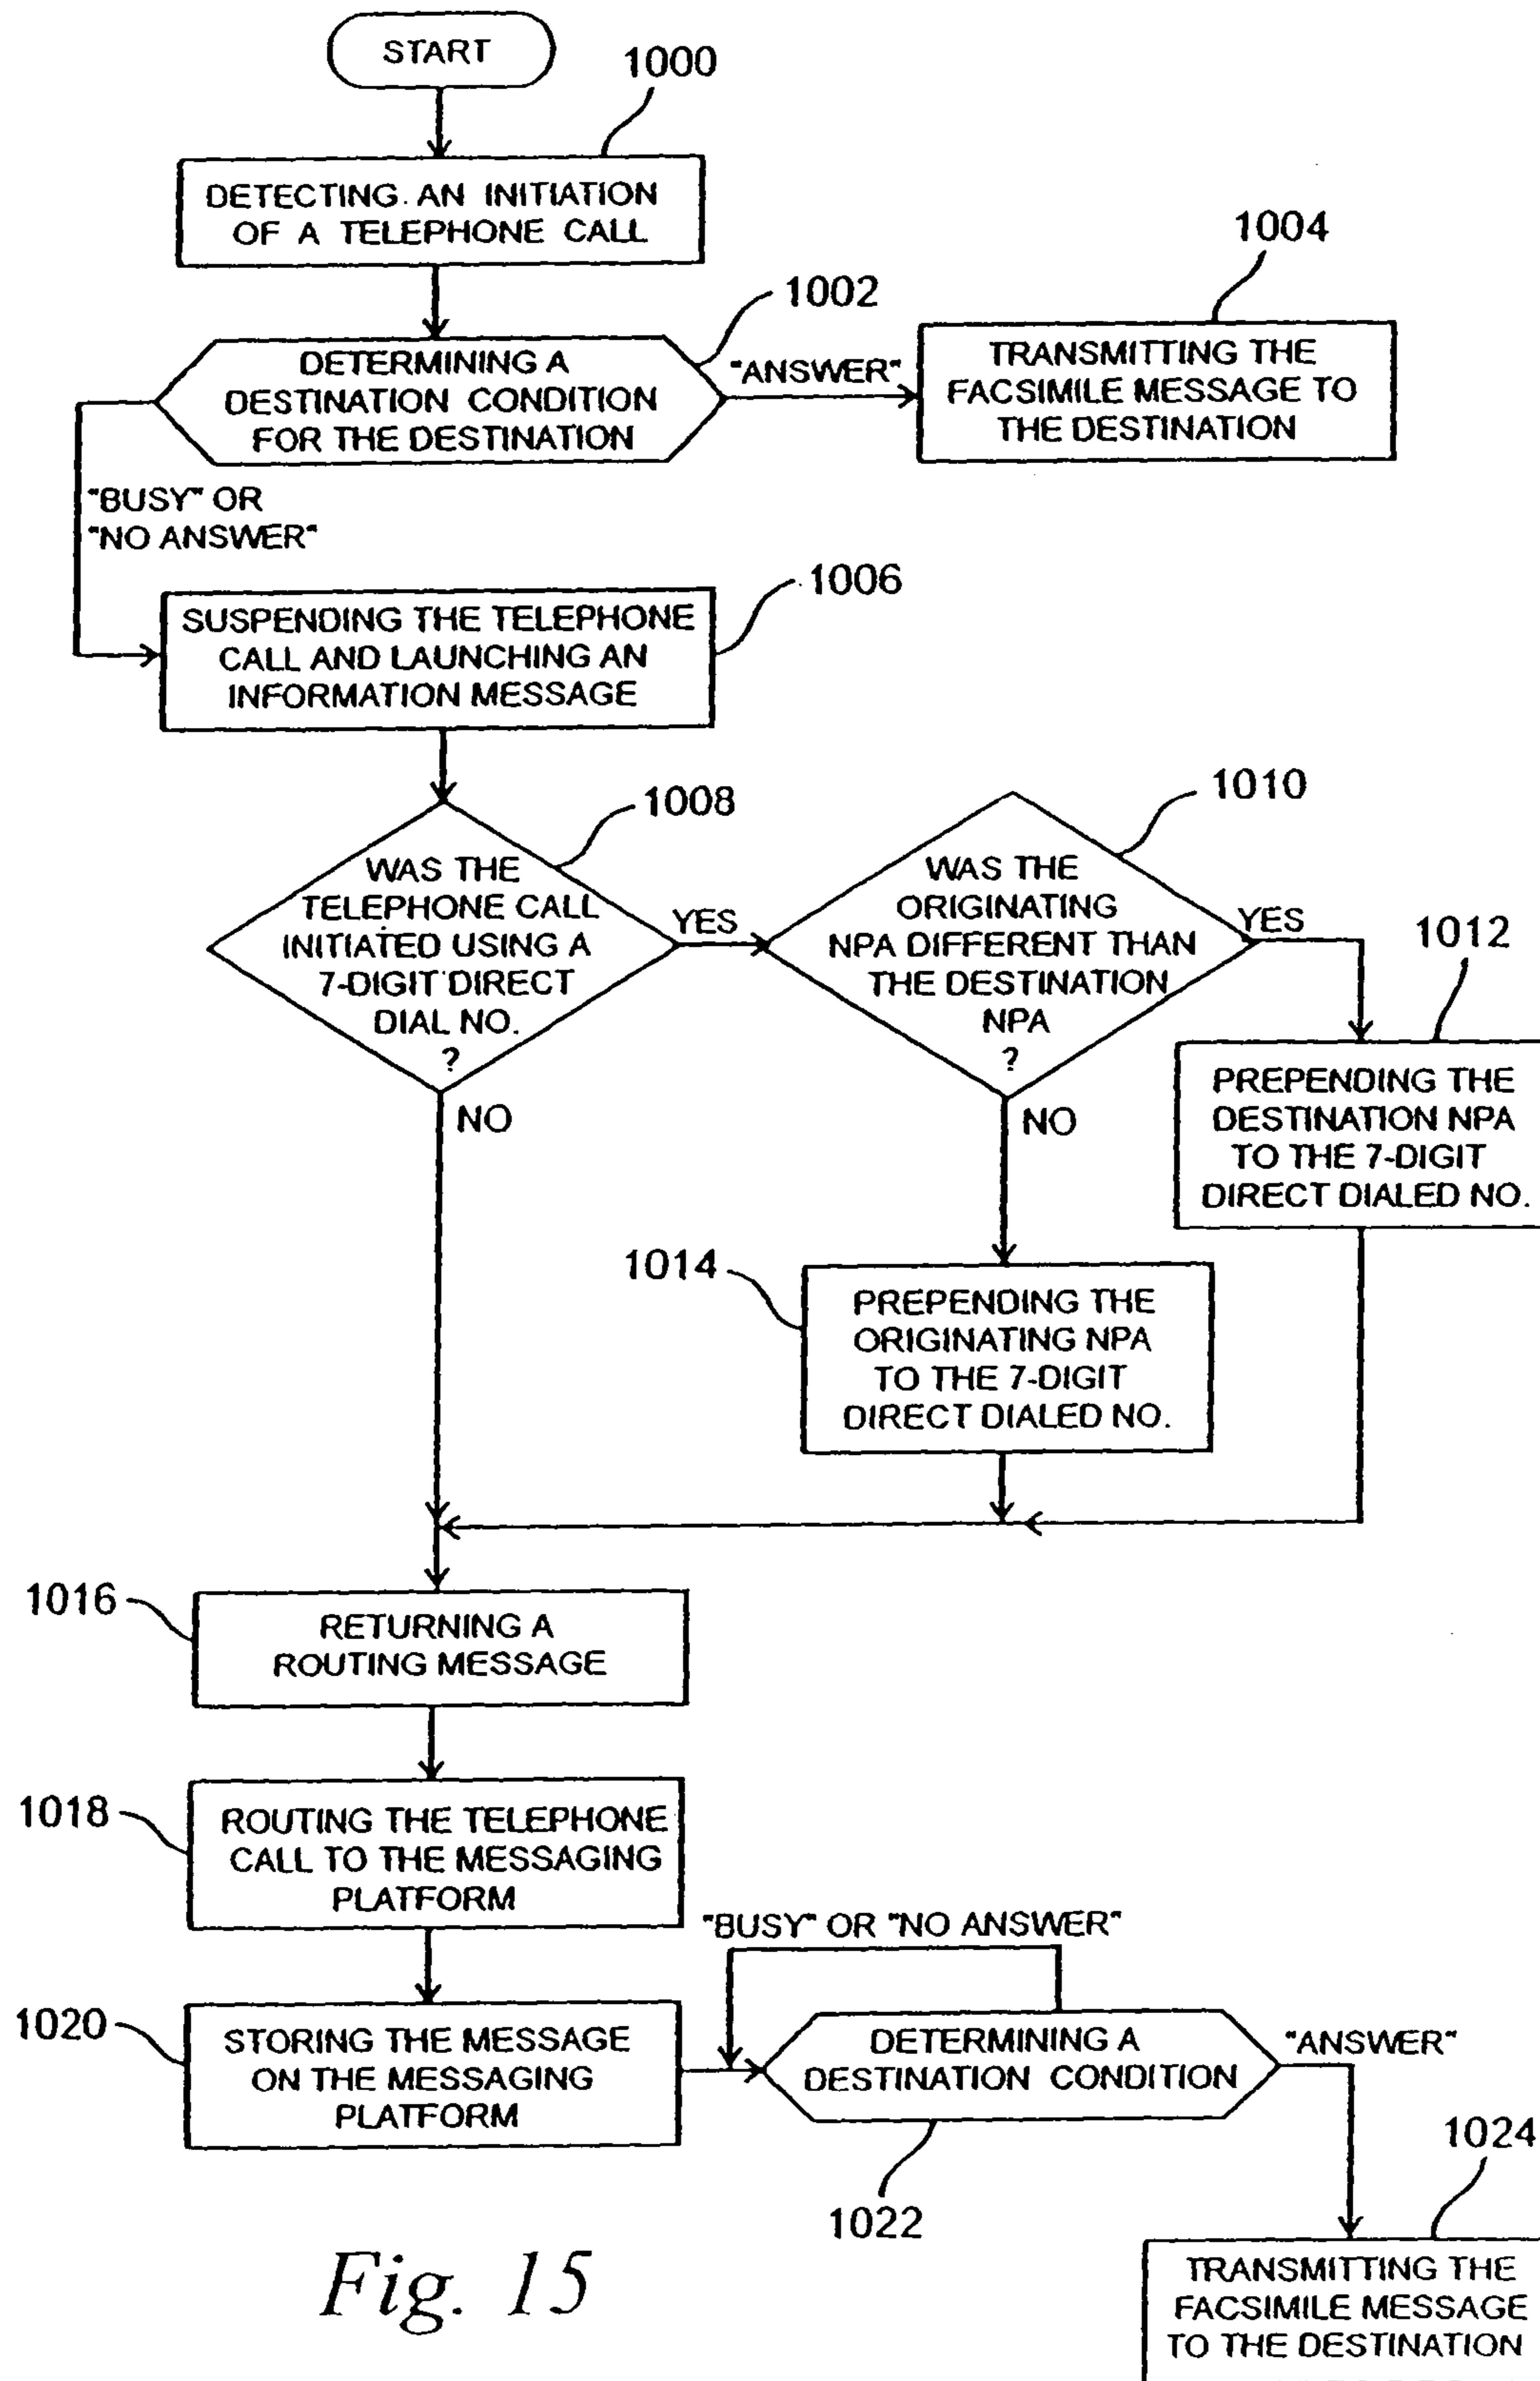 START
1000
DETECTING. AN INITIATION
OF A TELEPHONE CALL
1002
1004
DETERMINING A
DESTINATION CONDITION
FOR THE DESTINATION
"ANSWER"
TRANSMITTING THE
FACSIMILE MESSAGE TO
THE DESTINATION
"BUSY" OR
"NO ANSWER"
1006
SUSPENDING THE TELEPHONE
CALL AND LAUNCHING AN
INFORMATION MESSAGE
1008
1010
WAS THE
TELEPHONE CALL
INITIATED USING A
7-DIGIT DIRECT
DIAL NO.
?
YES
NO
WAS THE
ORIGINATING
NPA DIFFERENT THAN
THE DESTINATION
NPA
?
YES
NO
1012
PREPENDING THE
DESTINATION NPA
TO THE 7-DIGIT
DIRECT DIALED NO.
1014
PREPENDING THE
ORIGINATING NPA
TO THE 7-DIGIT
DIRECT DIALED NO.
1016
RETURNING A
ROUTING MESSAGE
1018
ROUTING THE TELEPHONE
CALL TO THE MESSAGING
PLATFORM
1020
STORING THE MESSAGE
ON THE MESSAGING
PLATFORM
"BUSY" OR "NO ANSWER"
DETERMINING A
DESTINATION CONDITION
"ANSWER"
1022
1024
TRANSMITTING THE
FACSIMILE MESSAGE
TO THE DESTINATION
Fig. 15